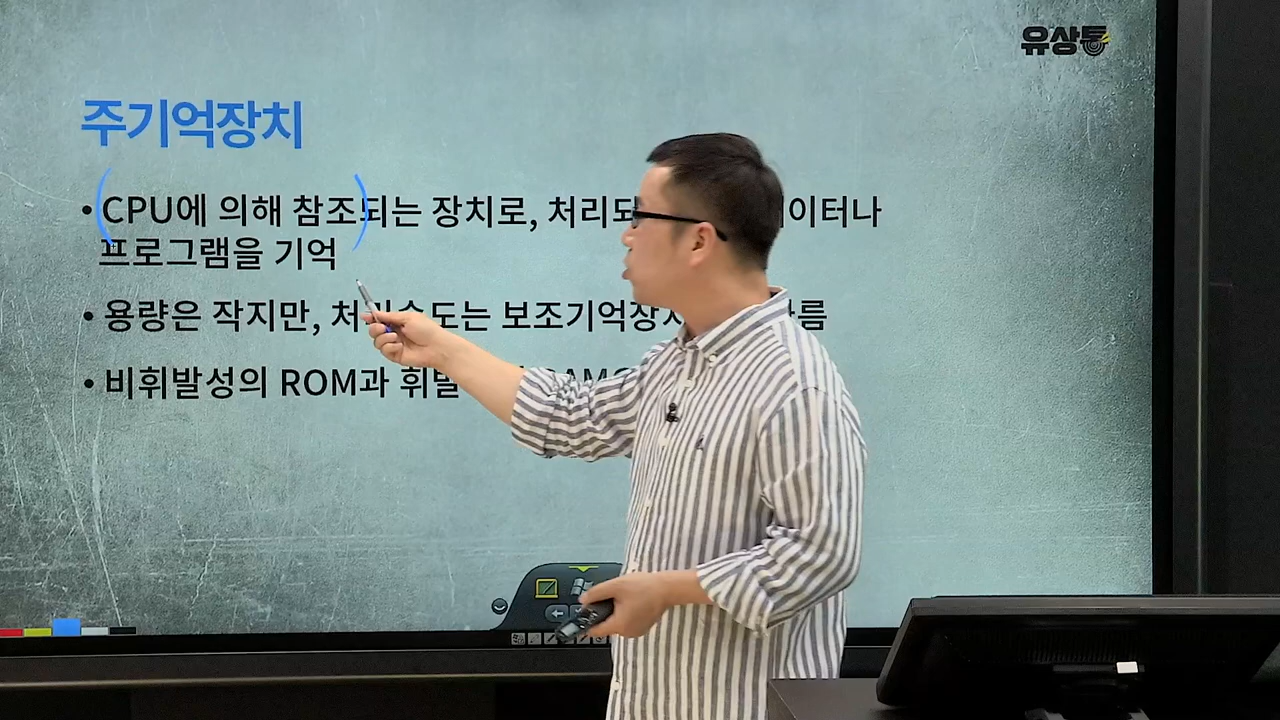 유상통
주기억장치
• CPU에 의해 참조되는 장치로, 처리되 이터나
프로그램을 기억
• 용량은 작지만, 처리속도는 보조기억장치
• 비휘발성의 ROM과 휘발